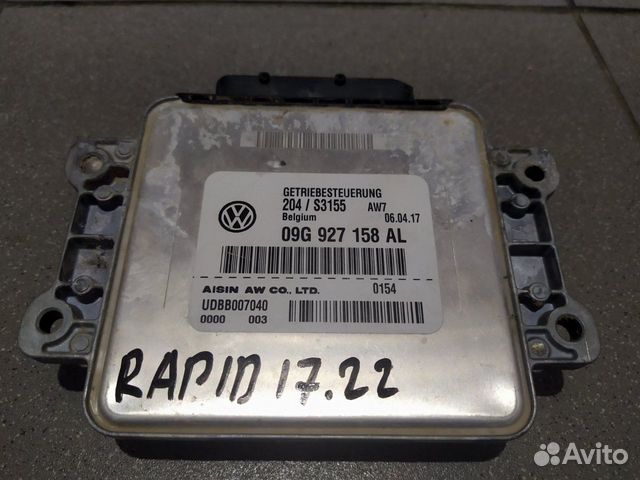 GETRIEBESTEUERUNG
204 / S3155 AW7
Belgium 06.04.17
09G 927 158 AL
AISIN AW CO., LTD. 0154
UDBB007040
0000 003
RAPID 17.22
Avito